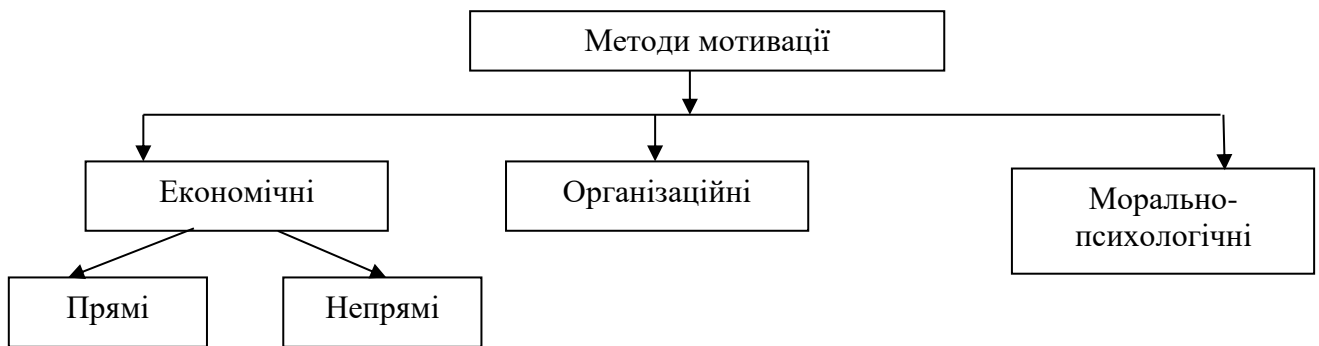 Методи мотивації
Економічні
Організаційні
Морально-
психологічні
Прямі
Непрямі